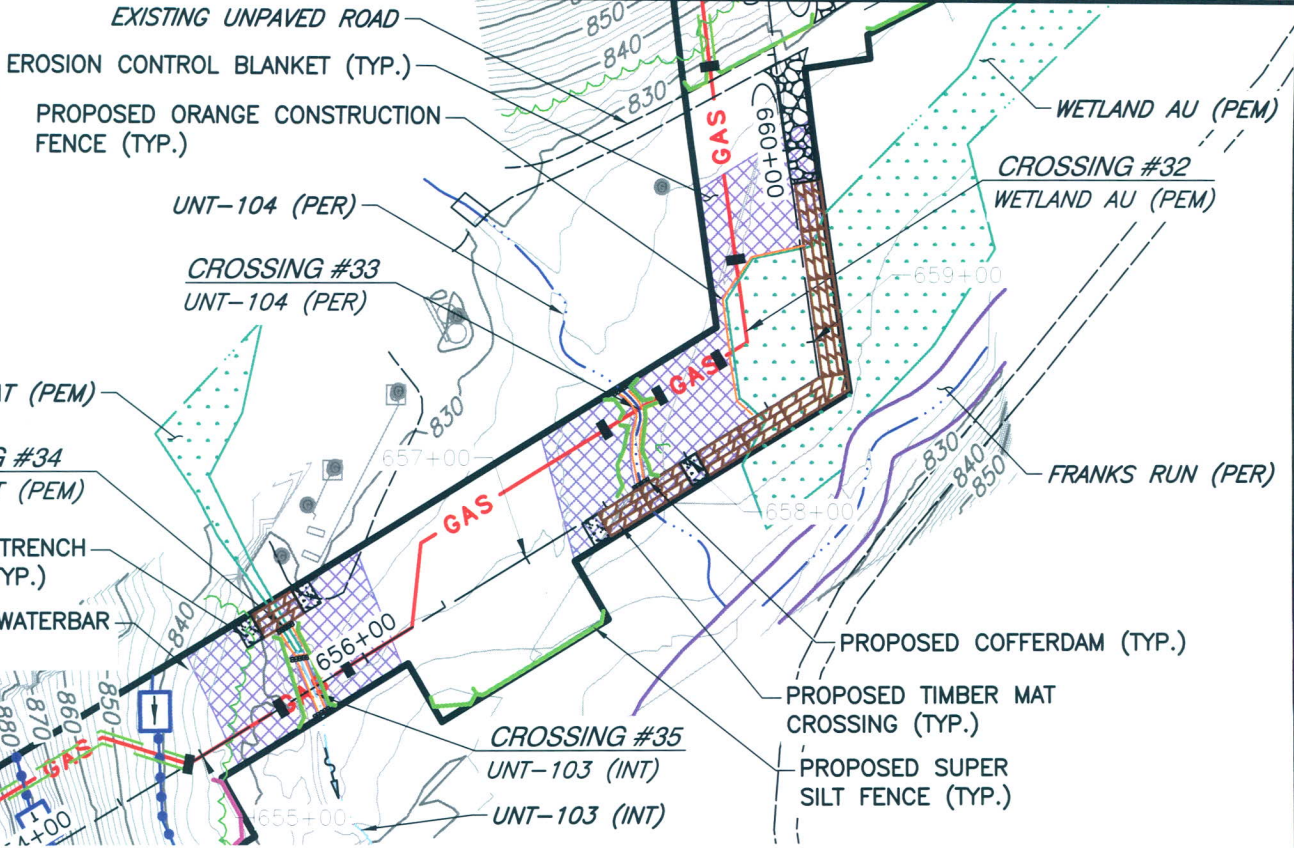 EXISTING UNPAVED ROAD
EROSION CONTROL BLANKET (TYP.)
PROPOSED ORANGE CONSTRUCTION
FENCE (TYP.)
UNT-104 (PER)
CROSSING #33
UNT-104 (PER)
(PEM)
#34
(PEM)
TRENCH
WATERBAR
850
840
830
GAS
660+00
WETLAND AU (PEM)
CROSSING #32
WETLAND AU (PEM)
659+00
830
657+00
GAS
GAS
658+00
830
840
850
FRANKS RUN (PER)
840
656+00
GAS
PROPOSED COFFERDAM (TYP.)
PROPOSED TIMBER MAT
CROSSING (TYP.)
PROPOSED SUPER
SILT FENCE (TYP.)
CROSSING #35
UNT-103 (INT)
UNT-103 (INT)
880
870
860
850
GAS
655+00
4+00